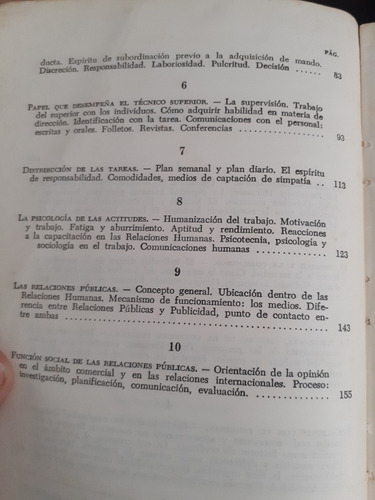 PÁG.
ducta. Espíritu de subordinación previo a la adquisición de mando.
Discreción. Responsabilidad. Laboriosidad. Pulcritud. Decisión ...... 83
6
PAPEL QUE DESEMPEÑA EL TÉCNICO SUPERIOR. — La supervisión. Trabajo
del superior con los individuos. Cómo adquirir habilidad en materia de
dirección. Identificación con la tarea. Comunicaciones con el personal:
escritas y orales. Folletos. Revistas. Conferencias .................... 93
7
DISTRIBUCIÓN DE LAS TAREAS. — Plan semanal y plan diario. El espíritu
de responsabilidad. Comodidades, medios de captación de simpatía .. 113
8
LA PSICOLOGÍA DE LAS ACTITUDES. — Humanización del trabajo. Motivación
y trabajo. Fatiga y aburrimiento. Aptitud y rendimiento. Reacciones
a la capacitación en las Relaciones Humanas. Psicotecnia, psicología y
sociología en el trabajo. Comunicaciones humanas .................. 123
9
LAS RELACIONES PÚBLICAS. — Concepto general. Ubicación dentro de las
Relaciones Humanas. Mecanismo de funcionamiento: los medios. Dife-
rencia entre Relaciones Públicas y Publicidad, punto de contacto en-
tre ambas ........................................................ 143
10
FUNCIÓN SOCIAL DE LAS RELACIONES PÚBLICAS. — Orientación de la opinión
en el ámbito comercial y en las relaciones internacionales. Proceso:
investigación, planificación, comunicación, evaluación. .............. 155